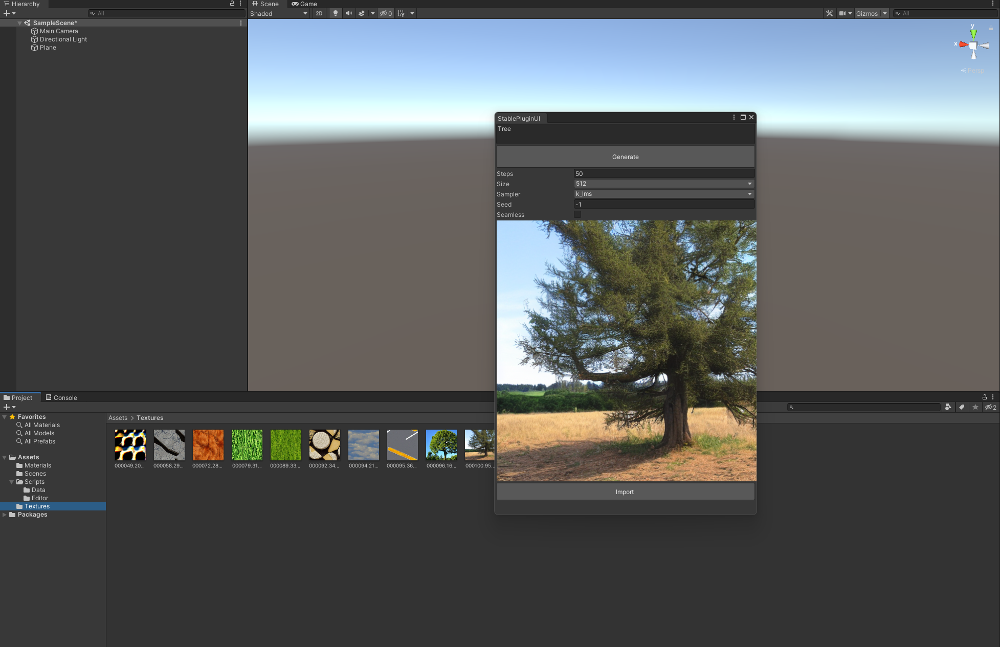 Hierarchy
All
SampleScene*
Main Camera
Directional Light
Plane
Scene
Game
Shaded
2D
0
Gizmos
All
y
x
Persp
StablePluginUI
Tree
Generate
Steps
50
Size
512
Sampler
k_lms
Seed
-1
Seamless
Import
Project
Console
2
Favorites
All Materials
All Models
All Prefabs
Assets
Materials
Scenes
Scripts
Data
Editor
Textures
Packages
Assets > Textures
000049.20...
000058.29...
000072.28...
000079.31...
000089.33...
000092.34...
000094.21...
000095.36...
000096.16...
000100.95...